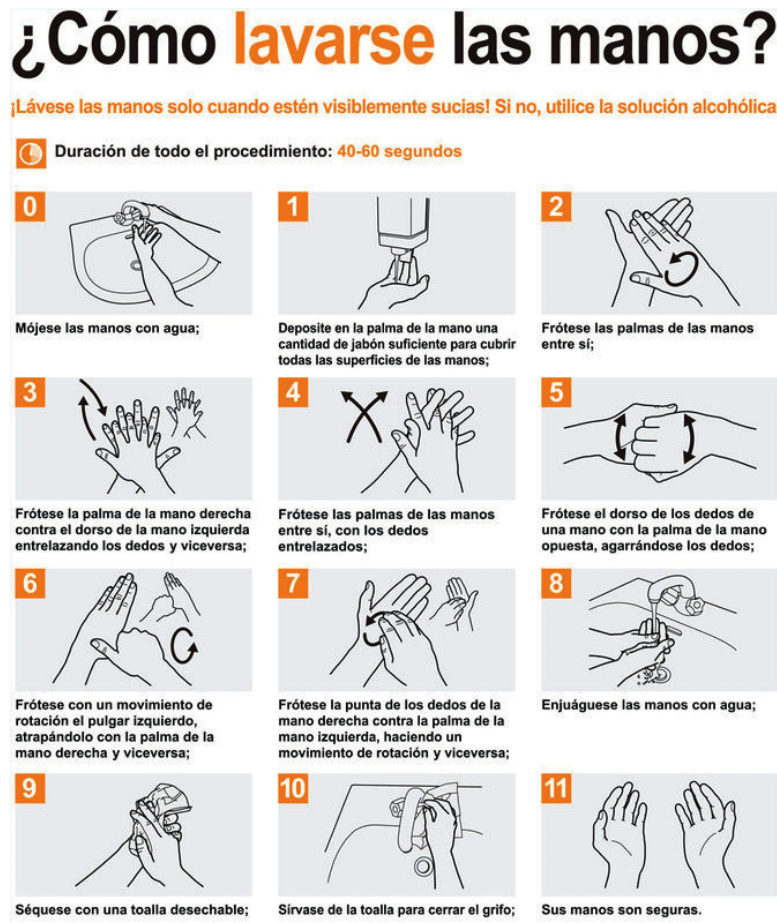 ¿Cómo lavarse las manos?
¡Lávese las manos solo cuando estén visiblemente sucias! Si no, utilice la solución alcohólica
Duración de todo el procedimiento: 40-60 segundos
0
Mójese las manos con agua;
1
Deposite en la palma de la mano una
cantidad de jabón suficiente para cubrir
todas las superficies de las manos;
2
Frótese las palmas de las manos
entre sí;
3
Frótese la palma de la mano derecha
contra el dorso de la mano izquierda
entrelazando los dedos y viceversa;
4
Frótese las palmas de las manos
entre sí, con los dedos
entrelazados;
5
Frótese el dorso de los dedos de
una mano con la palma de la mano
opuesta, agarrándose los dedos;
6
Frótese con un movimiento de
rotación el pulgar izquierdo,
atrapándolo con la palma de la
mano derecha y viceversa;
7
Frótese la punta de los dedos de la
mano derecha contra la palma de la
mano izquierda, haciendo un
movimiento de rotación y viceversa;
8
Enjuáguese las manos con agua;
9
Séquese con una toalla desechable;
10
Sírvase de la toalla para cerrar el grifo;
11
Sus manos son seguras.